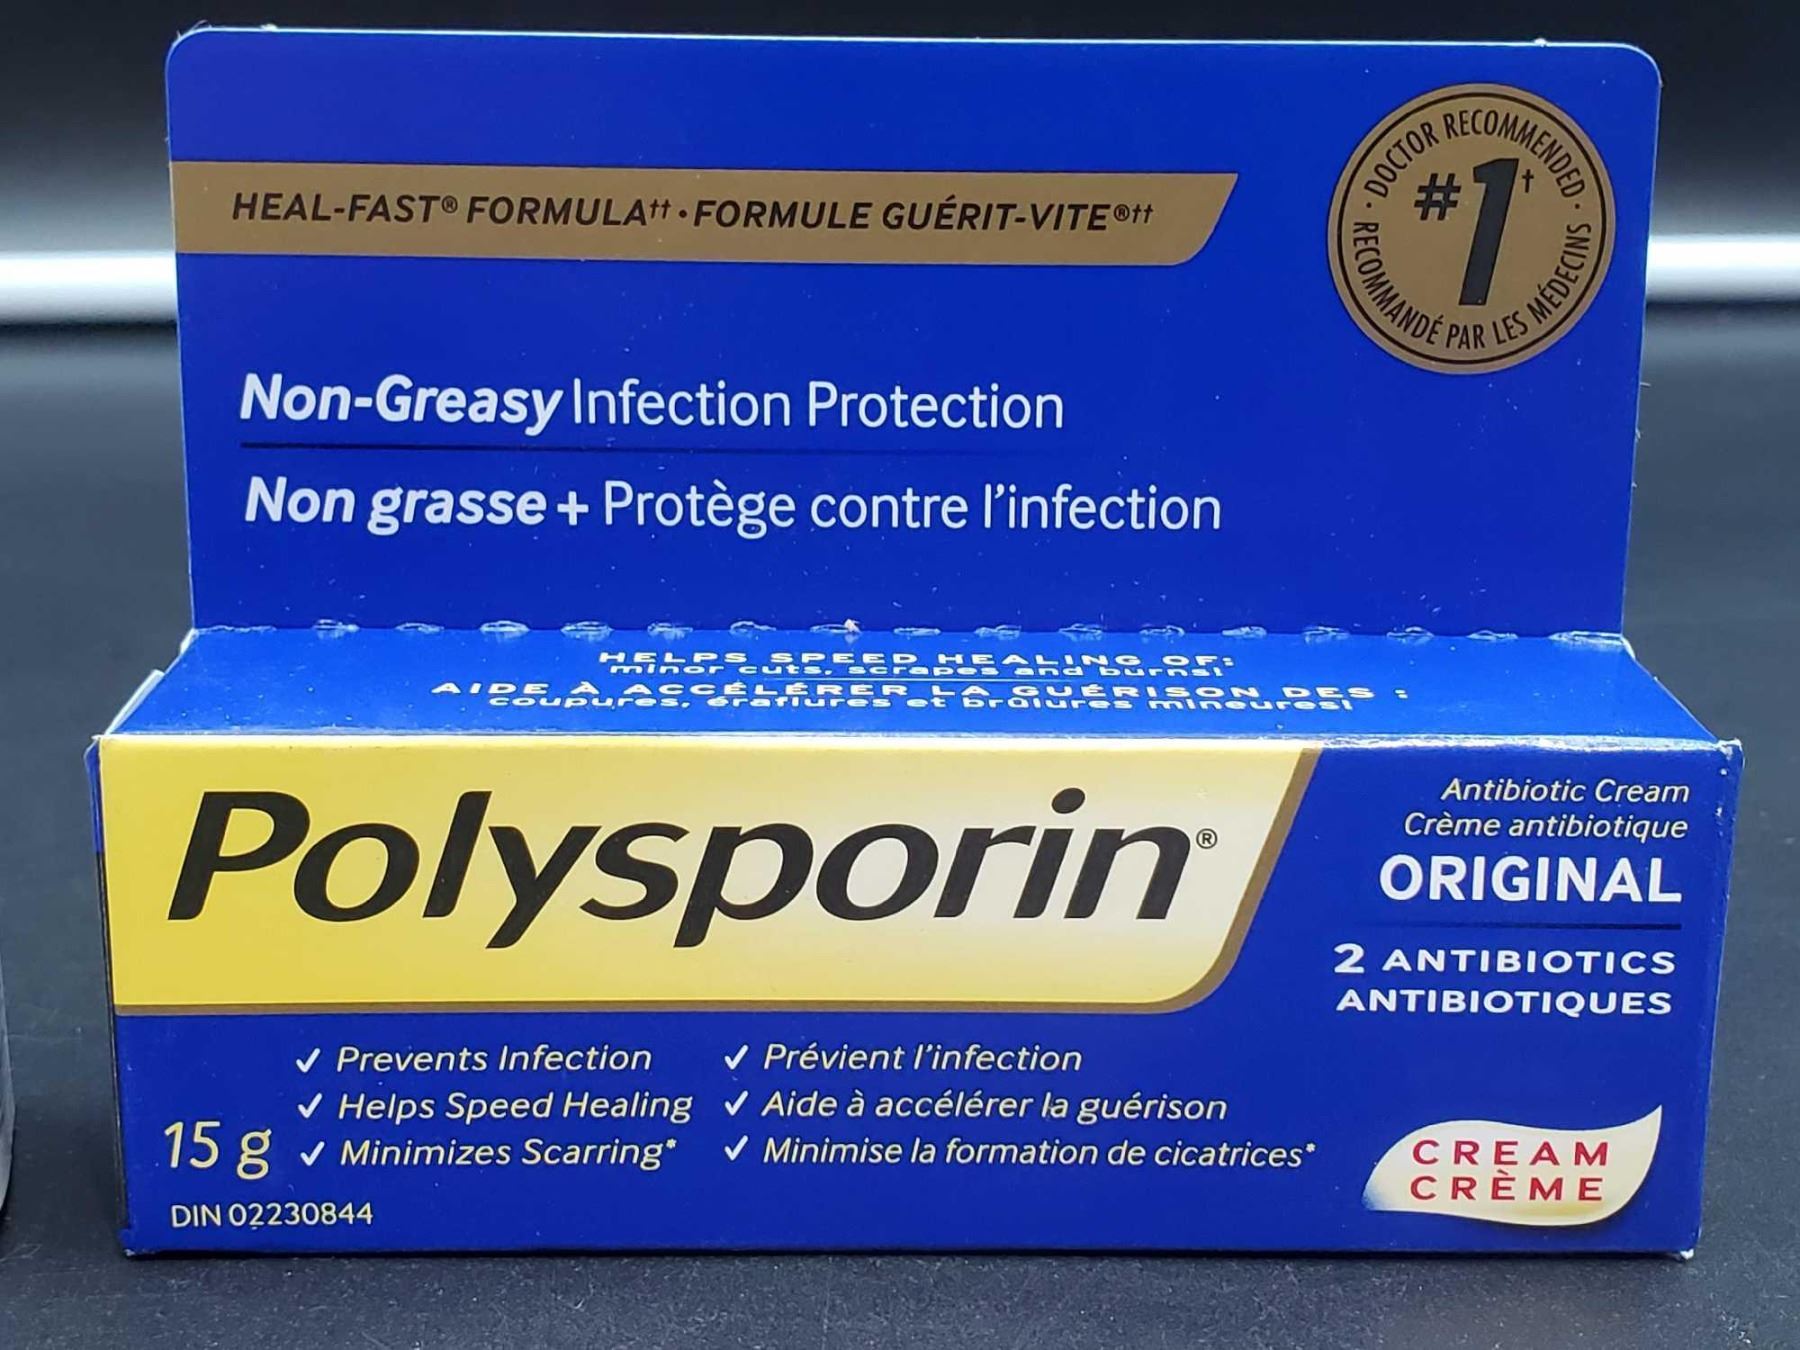 HEAL-FAST® FORMULA†† • FORMULE GUÉRIT-VITE®††
• DOCTOR RECOMMENDED •
#1†
RECOMMANDÉ PAR LES MÉDECINS
Non-Greasy Infection Protection
Non grasse + Protège contre l'infection
HELPS SPEED HEALING OF:
minor cuts, scrapes and burns!
AIDE À ACCÉLÉRER LA GUÉRISON DES :
coupures, éraflures et brûlures mineures!
Polysporin®
Antibiotic Cream
Crème antibiotique
ORIGINAL
2 ANTIBIOTICS
ANTIBIOTIQUES
✓ Prevents Infection
✓ Helps Speed Healing
✓ Minimizes Scarring*
✓ Prévient l'infection
✓ Aide à accélérer la guérison
✓ Minimise la formation de cicatrices*
15 g
DIN 02230844
CREAM
CRÈME